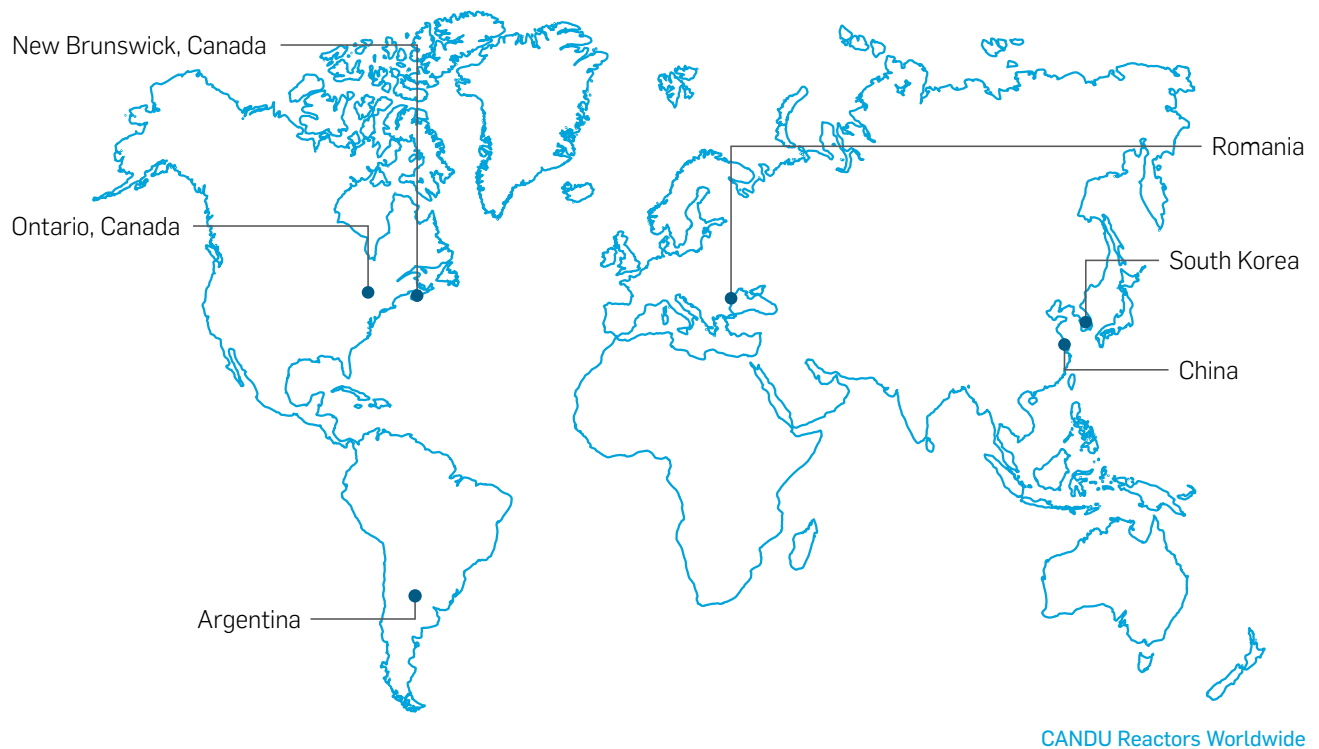 New Brunswick, Canada
Romania
Ontario, Canada
South Korea
China
Argentina
CANDU Reactors Worldwide